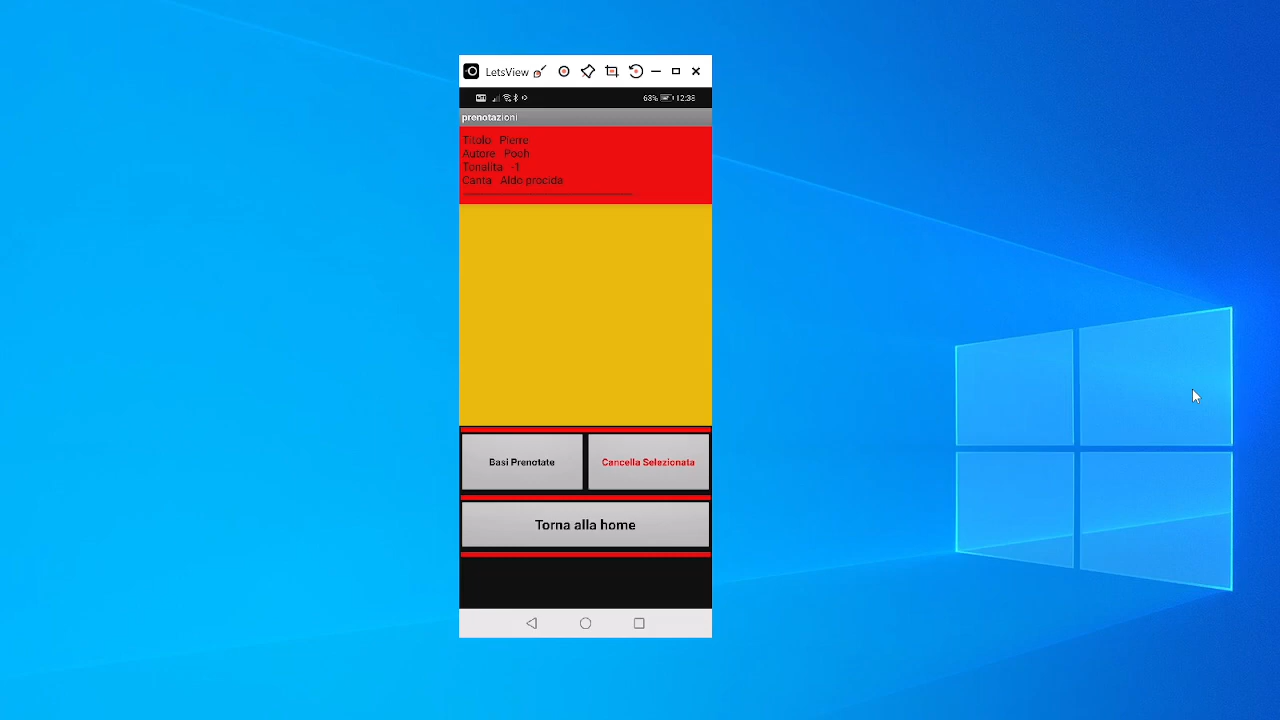 LetsView
63% 12:38
prenotazioni
Titolo Pierre
Autore Pooh
Tonalita -1
Canta Aldo procida
Basi Prenotate
Cancella Selezionata
Torna alla home